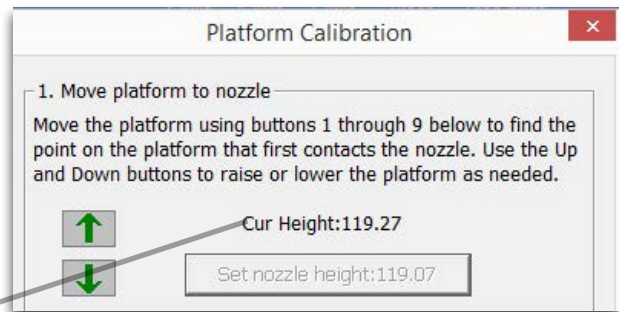 Platform Calibration
1. Move platform to nozzle
Move the platform using buttons 1 through 9 below to find the
point on the platform that first contacts the nozzle. Use the Up
and Down buttons to raise or lower the platform as needed.
Cur Height:119.27
Set nozzle height:119.07